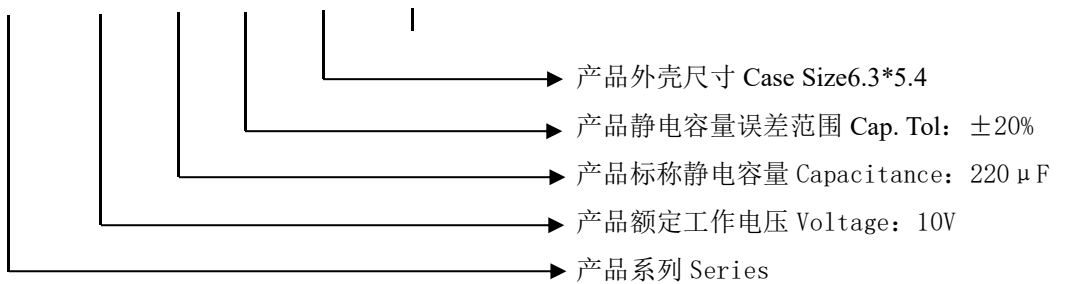 产品外壳尺寸 Case Size6.3*5.4
产品静电容量误差范围 Cap. Tol：±20%
产品标称静电容量 Capacitance：220μF
产品额定工作电压 Voltage：10V
产品系列 Series